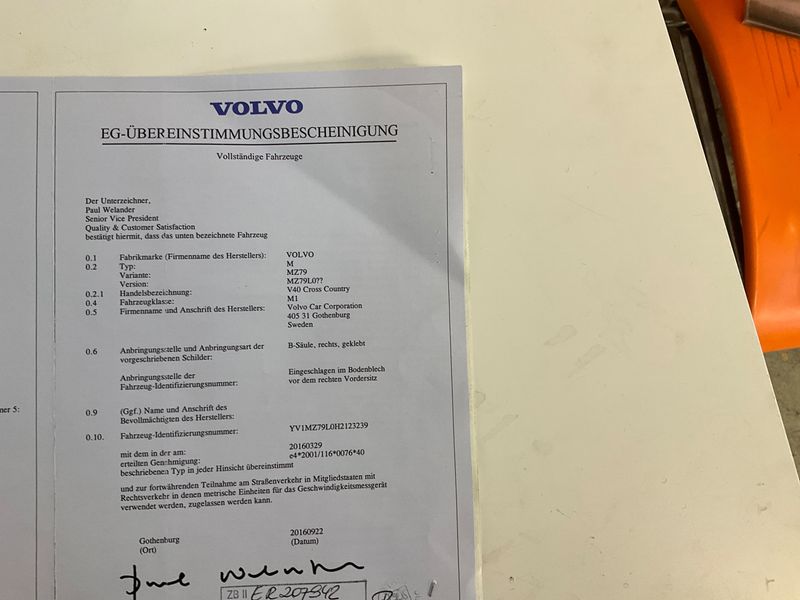 VOLVO
EG-ÜBEREINSTIMMUNGSBESCHEINIGUNG
Vollständige Fahrzeuge
Der Unterzeichner,
Paul Welander
Senior Vice President
Quality & Customer Satisfaction
bestätigt hiermit, dass das unten bezeichnete Fahrzeug
0.1 Fabrikmarke (Firmenname des Herstellers): VOLVO
0.2 Typ: M
Variante: MZ79
Version: MZ79L0??
0.2.1 Handelsbezeichnung: V40 Cross Country
0.4 Fahrzeugklasse: M1
0.5 Firmenname und Anschrift des Herstellers: Volvo Car Corporation
405 31 Gothenburg
Sweden
0.6 Anbringungsstelle und Anbringungsart der B-Säule, rechts, geklebt
vorgeschriebenen Schilder:
Anbringungsstelle der Eingeschlagen im Bodenblech
Fahrzeug-Identifizierungsnummer: vor dem rechten Vordersitz
ner 5:
0.9 (Ggf.) Name und Anschrift des
Bevollmächtigten des Herstellers:
0.10. Fahrzeug-Identifizierungsnummer: YV1MZ79L0H2123239
mit dem in der am: 20160329
erteilten Genehmigung: e4*2001/116*0076*40
beschriebenen Typ in jeder Hinsicht übereinstimmt
und zur fortwährenden Teilnahme am Straßenverkehr in Mitgliedstaaten mit
Rechtsverkehr in denen metrische Einheiten für das Geschwindigkeitsmessgerät
verwendet werden, zugelassen werden kann.
Gothenburg 20160922
(Ort) (Datum)
Paul Welander
ZB II ER207942